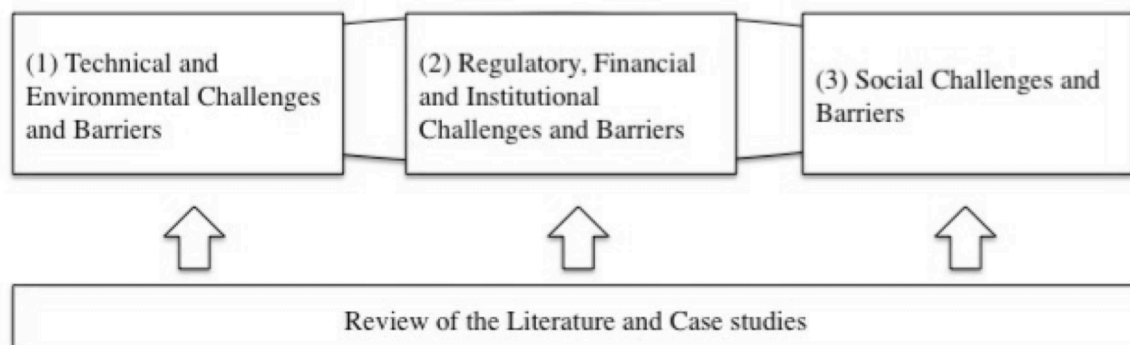 (1) Technical and
Environmental Challenges
and Barriers
(2) Regulatory, Financial
and Institutional
Challenges and Barriers
(3) Social Challenges and
Barriers
Review of the Literature and Case studies